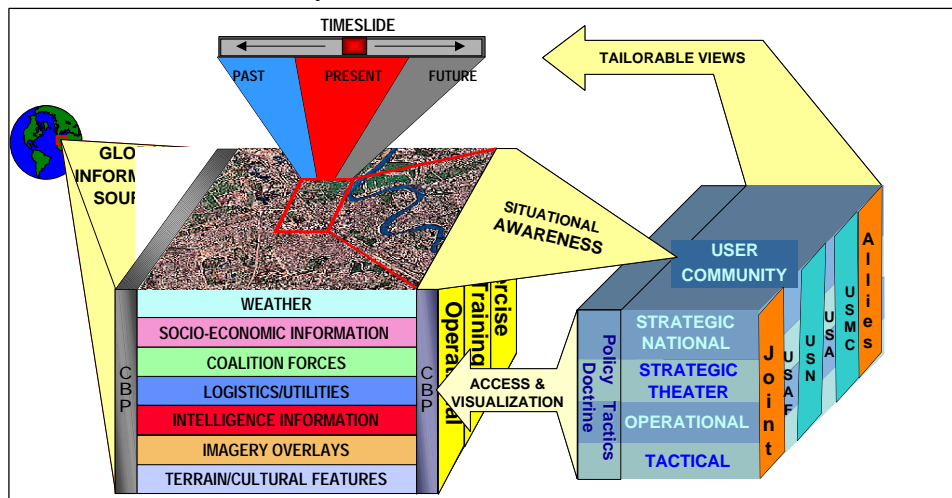 TIMESLIDE
PAST
PRESENT
FUTURE
TAILORABLE VIEWS
SITUATIONAL
AWARENESS
USER
COMMUNITY
WEATHER
SOCIO-ECONOMIC INFORMATION
COALITION FORCES
LOGISTICS/UTILITIES
INTELLIGENCE INFORMATION
IMAGERY OVERLAYS
TERRAIN/CULTURAL FEATURES
CBP
CBP
Training
ACCESS &
VISUALIZATION
Policy Tactics
Doctrine
STRATEGIC
NATIONAL
STRATEGIC
THEATER
OPERATIONAL
TACTICAL
Joint
USAF
USN
USA
USMC
Allies